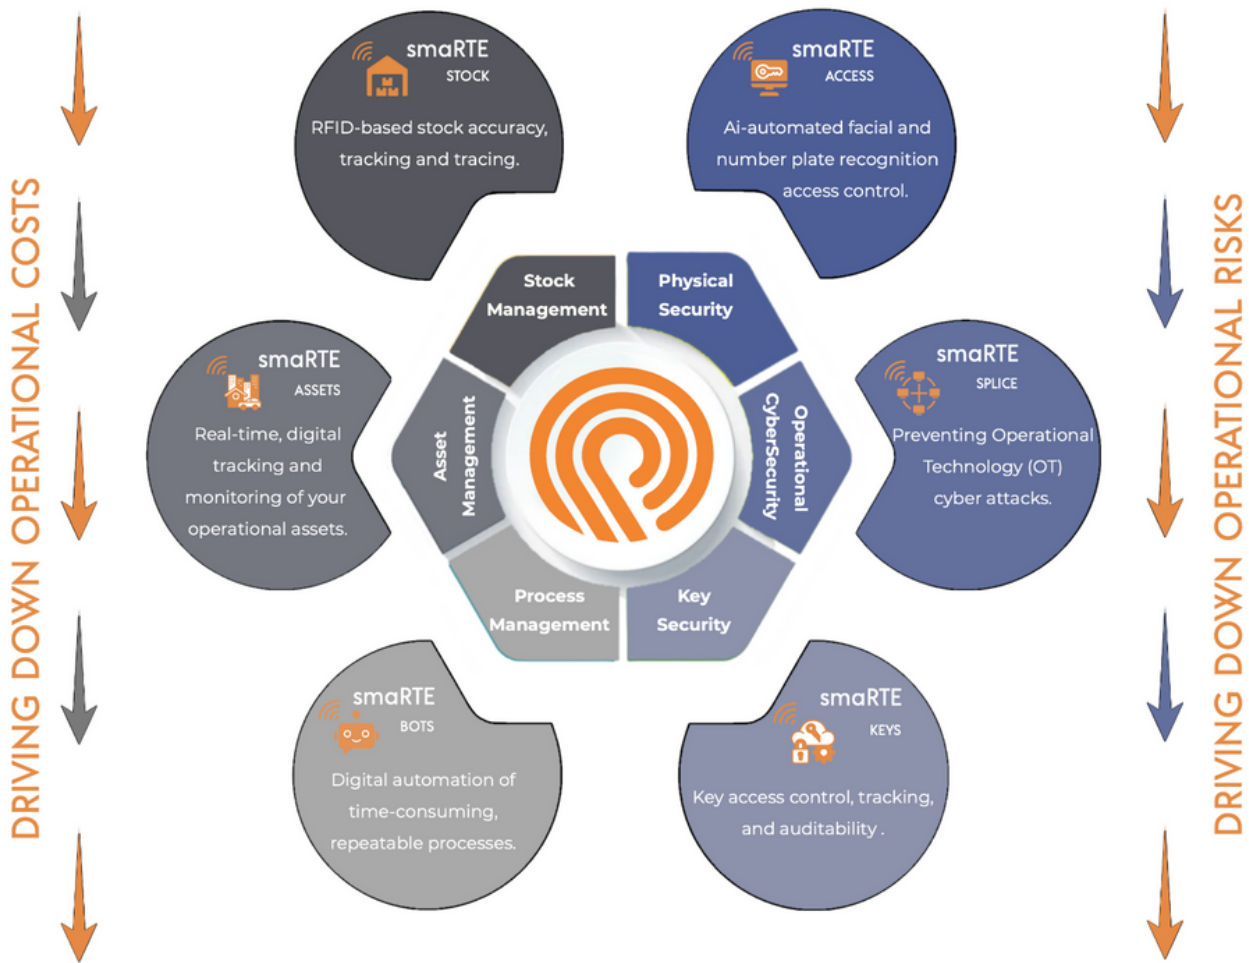 DRIVING DOWN OPERATIONAL COSTS
smaRTE
STOCK
RFID-based stock accuracy,
tracking and tracing.
smaRTE
ACCESS
Ai-automated facial and
number plate recognition
access control.
Stock
Management
Physical
Security
smaRTE
ASSETS
Real-time, digital
tracking and
monitoring of your
operational assets.
Asset
Management
Operational
CyberSecurity
smaRTE
SPLICE
Preventing Operational
Technology (OT)
cyber attacks.
Process
Management
Key
Security
smaRTE
BOTS
Digital automation of
time-consuming,
repeatable processes.
smaRTE
KEYS
Key access control, tracking,
and auditability .
DRIVING DOWN OPERATIONAL RISKS